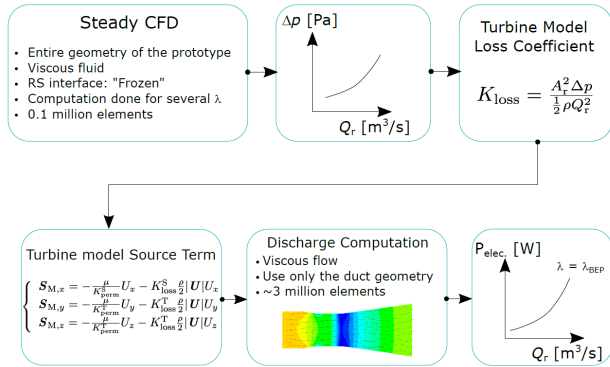 Steady CFD
• Entire geometry of the prototype
• Viscous fluid
• RS interface: "Frozen"
• Computation done for several λ
• 0.1 million elements
Δp [Pa]
Q_r [m³/s]
Turbine Model
Loss Coefficient
K_loss = A_r² Δp / ½ ρQ_r²
Turbine model Source Term
S_M,x = − μ/K^S_perm U_x − K^S_loss ρ/2 |U|U_x
S_M,y = − μ/K^T_perm U_y − K^T_loss ρ/2 |U|U_y
S_M,z = − μ/K^T_perm U_z − K^T_loss ρ/2 |U|U_z
Discharge Computation
• Viscous flow
• Use only the duct geometry
• ~3 million elements
P_elec. [W]
λ = λ_BEP
Q_r [m³/s]